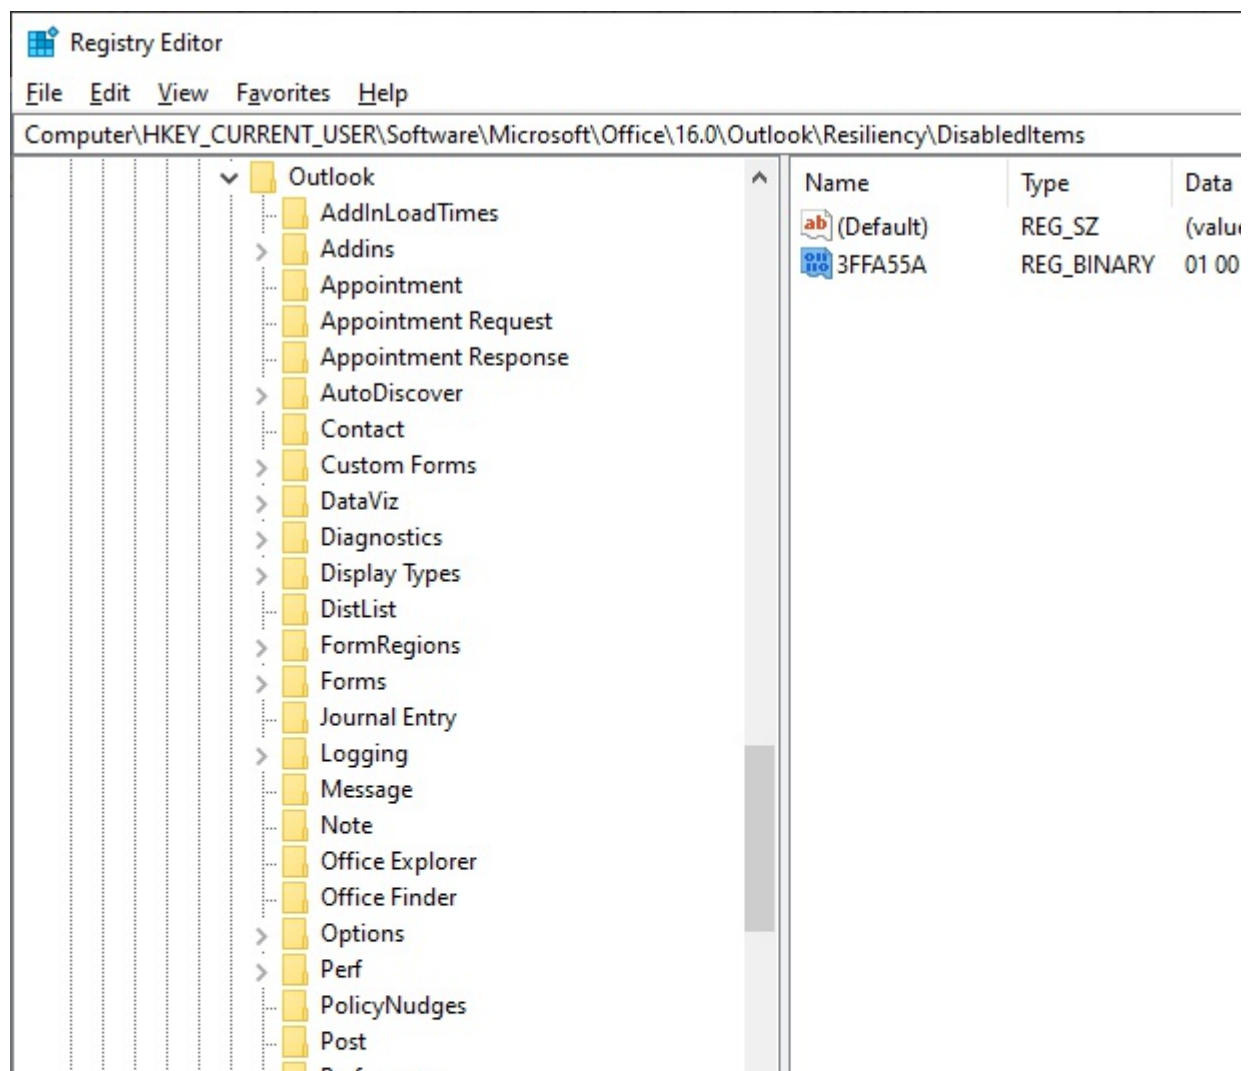 Registry Editor
File Edit View Favorites Help
Computer\HKEY_CURRENT_USER\Software\Microsoft\Office\16.0\Outlook\Resiliency\DisabledItems
Outlook
AddInLoadTimes
Addins
Appointment
Appointment Request
Appointment Response
AutoDiscover
Contact
Custom Forms
DataViz
Diagnostics
Display Types
DistList
FormRegions
Forms
Journal Entry
Logging
Message
Note
Office Explorer
Office Finder
Options
Perf
PolicyNudges
Post
Name Type Data
(Default) REG_SZ (value
3FFA55A REG_BINARY 01 00